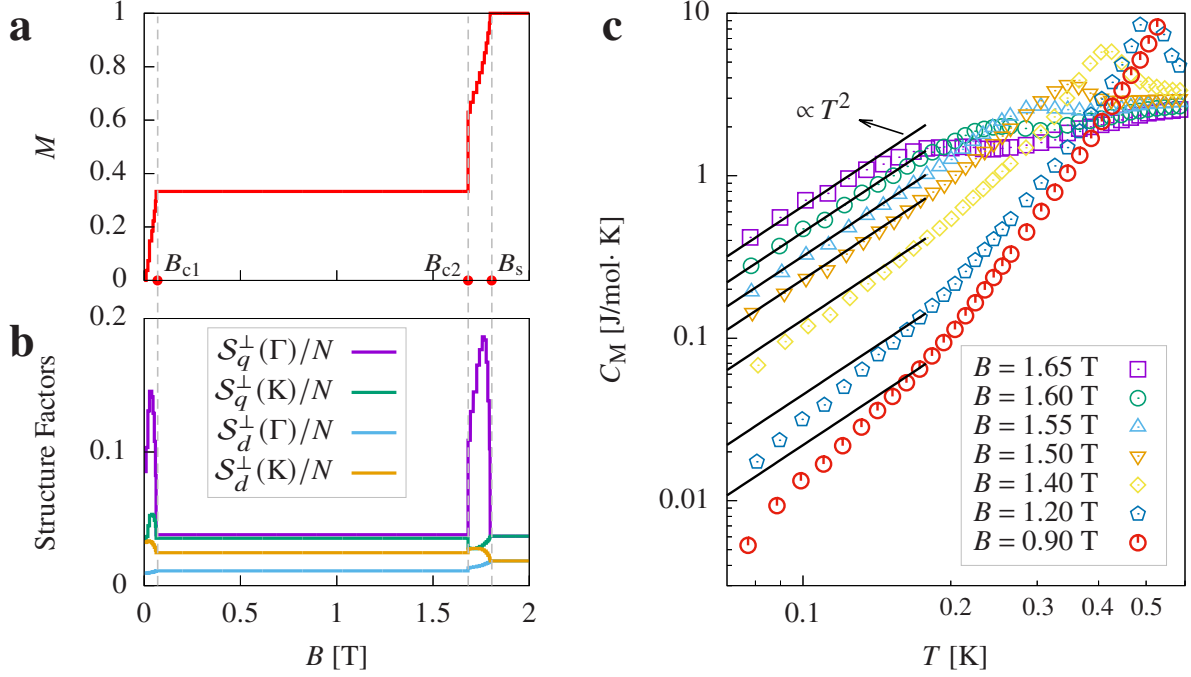 a
1
0.8
0.6
0.4
0.2
0
M
B_c1
B_c2
B_s
b
0.2
0.1
0
Structure Factors
𝒮_q^⊥(Γ)/N
𝒮_q^⊥(K)/N
𝒮_d^⊥(Γ)/N
𝒮_d^⊥(K)/N
0 0.5 1 1.5 2
B [T]
c
10
1
0.1
0.01
C_M [J/mol· K]
∝ T^2
B = 1.65 T
B = 1.60 T
B = 1.55 T
B = 1.50 T
B = 1.40 T
B = 1.20 T
B = 0.90 T
0.1 0.2 0.3 0.4 0.5
T [K]